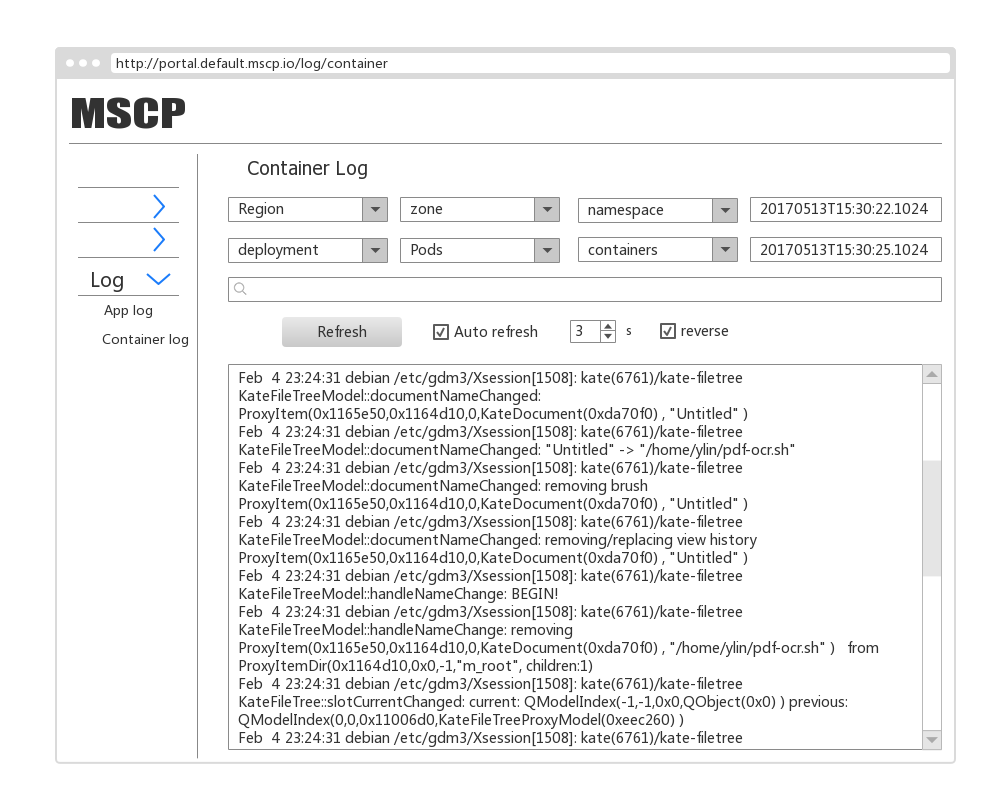 http://portal.default.mscp.io/log/container
MSCP
Container Log
Region
zone
namespace
20170513T15:30:22.1024
deployment
Pods
containers
20170513T15:30:25.1024
Log
App log
Container log
Refresh
Auto refresh
3
s
reverse
Feb  4 23:24:31 debian /etc/gdm3/Xsession[1508]: kate(6761)/kate-filetree
KateFileTreeModel::documentNameChanged:
ProxyItem(0x1165e50,0x1164d10,0,KateDocument(0xda70f0) , "Untitled" )
Feb  4 23:24:31 debian /etc/gdm3/Xsession[1508]: kate(6761)/kate-filetree
KateFileTreeModel::documentNameChanged: "Untitled" -> "/home/ylin/pdf-ocr.sh"
Feb  4 23:24:31 debian /etc/gdm3/Xsession[1508]: kate(6761)/kate-filetree
KateFileTreeModel::documentNameChanged: removing brush
ProxyItem(0x1165e50,0x1164d10,0,KateDocument(0xda70f0) , "Untitled" )
Feb  4 23:24:31 debian /etc/gdm3/Xsession[1508]: kate(6761)/kate-filetree
KateFileTreeModel::documentNameChanged: removing/replacing view history
ProxyItem(0x1165e50,0x1164d10,0,KateDocument(0xda70f0) , "Untitled" )
Feb  4 23:24:31 debian /etc/gdm3/Xsession[1508]: kate(6761)/kate-filetree
KateFileTreeModel::handleNameChange: BEGIN!
Feb  4 23:24:31 debian /etc/gdm3/Xsession[1508]: kate(6761)/kate-filetree
KateFileTreeModel::handleNameChange: removing
ProxyItem(0x1165e50,0x1164d10,0,KateDocument(0xda70f0) , "/home/ylin/pdf-ocr.sh" )   from
ProxyItemDir(0x1164d10,0x0,-1,"m_root", children:1)
Feb  4 23:24:31 debian /etc/gdm3/Xsession[1508]: kate(6761)/kate-filetree
KateFileTree::slotCurrentChanged: current: QModelIndex(-1,-1,0x0,QObject(0x0) ) previous:
QModelIndex(0,0,0x11006d0,KateFileTreeProxyModel(0xeec260) )
Feb  4 23:24:31 debian /etc/gdm3/Xsession[1508]: kate(6761)/kate-filetree